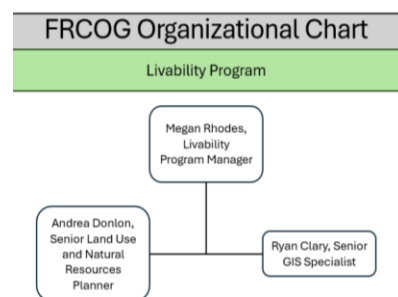 FRCOG Organizational Chart
Livability Program
Megan Rhodes,
Livability
Program Manager
Andrea Donlon,
Senior Land Use
and Natural
Resources
Planner
Ryan Clary, Senior
GIS Specialist